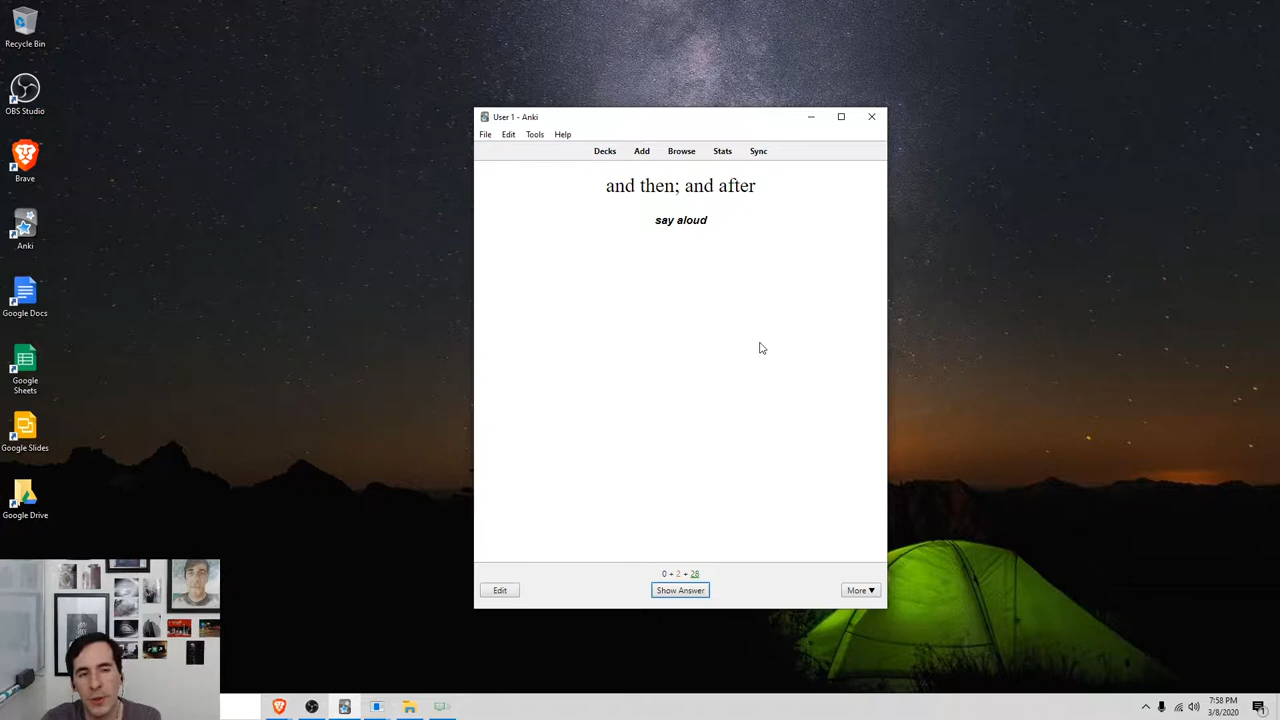 Recycle Bin
OBS Studio
Brave
Anki
Google Docs
Google
Sheets
Google Slides
Google Drive
User 1 - Anki
File Edit Tools Help
Decks Add Browse Stats Sync
and then; and after
say aloud
0 + 2 + 28
Edit Show Answer More ▼
7:58 PM
3/8/2020
1